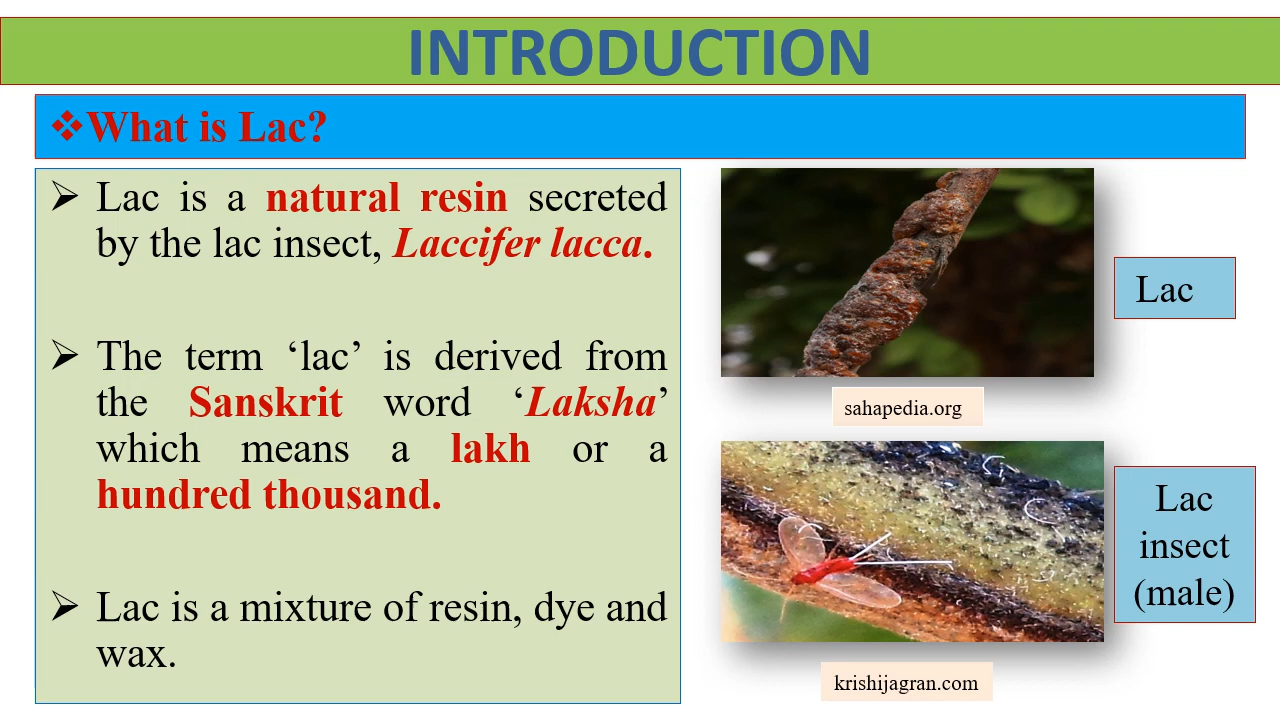 INTRODUCTION
❖What is Lac?
➢ Lac is a natural resin secreted
by the lac insect, Laccifer lacca.
➢ The term ‘lac’ is derived from
the Sanskrit word ‘Laksha’
which means a lakh or a
hundred thousand.
➢ Lac is a mixture of resin, dye and
wax.
Lac
sahapedia.org
Lac
insect
(male)
krishijagran.com